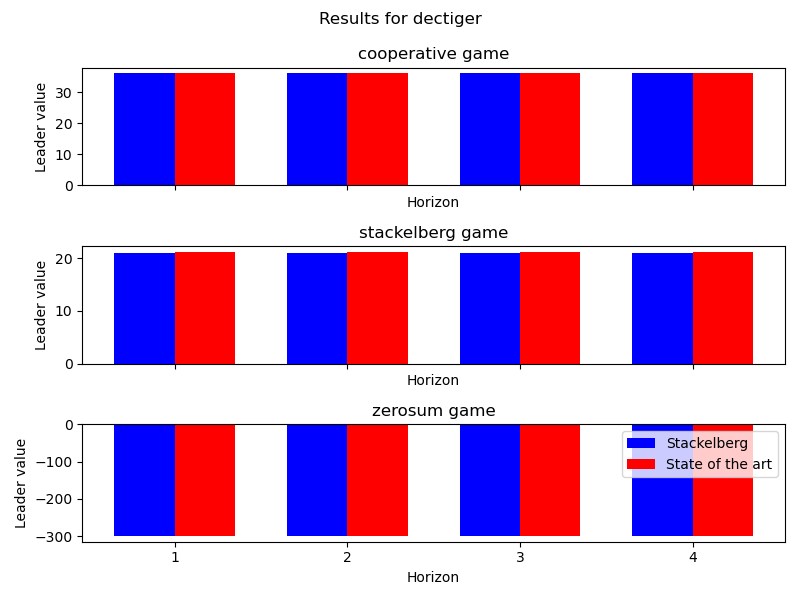 Results for dectiger
cooperative game
Leader value
30
20
10
0
Horizon
stackelberg game
Leader value
20
10
0
Horizon
zerosum game
Leader value
0
−100
−200
−300
Stackelberg
State of the art
1 2 3 4
Horizon